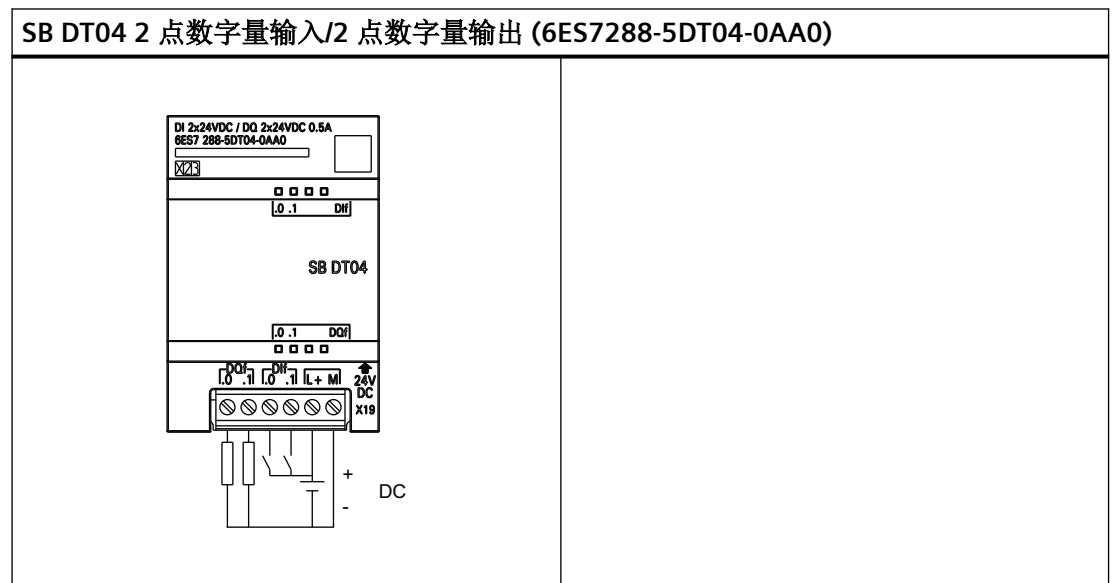 SB DT04 2 点数字量输入/2 点数字量输出 (6ES7288-5DT04-0AA0)
DI 2x24VDC / DQ 2x24VDC 0.5A
6ES7 288-5DT04-0AA0
.0 .1 DIf
SB DT04
.0 .1 DQf
DQf DIf
.0 .1 .0 .1 L+ M 24V
DC
X19
+
DC
-